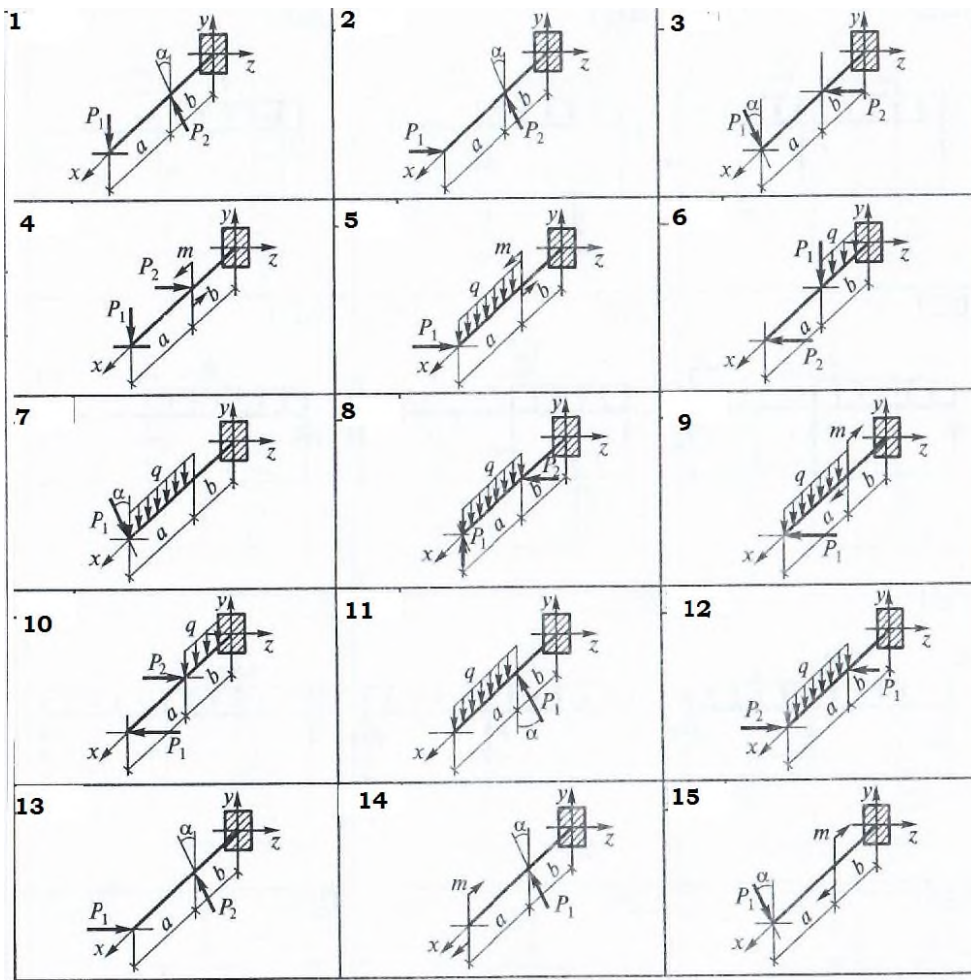 1 y α z b P₁ P₂ a x
2 y α z b P₁ P₂ a x
3 y z b α P₁ P₂ a x
4 y m z P₂ b P₁ a x
5 y m z q b P₁ a x
6 y q P₁ z b a P₂ x
7 y z q b α P₁ a x
8 y z q P₂ b a P₁ x
9 y m z q b a P₁ x
10 y q z P₂ b a P₁ x
11 y z q b P₁ a α x
12 y z q b P₁ a P₂ x
13 y α z b P₁ P₂ a x
14 y α z b m P₁ a x
15 y m z b α P₁ a x